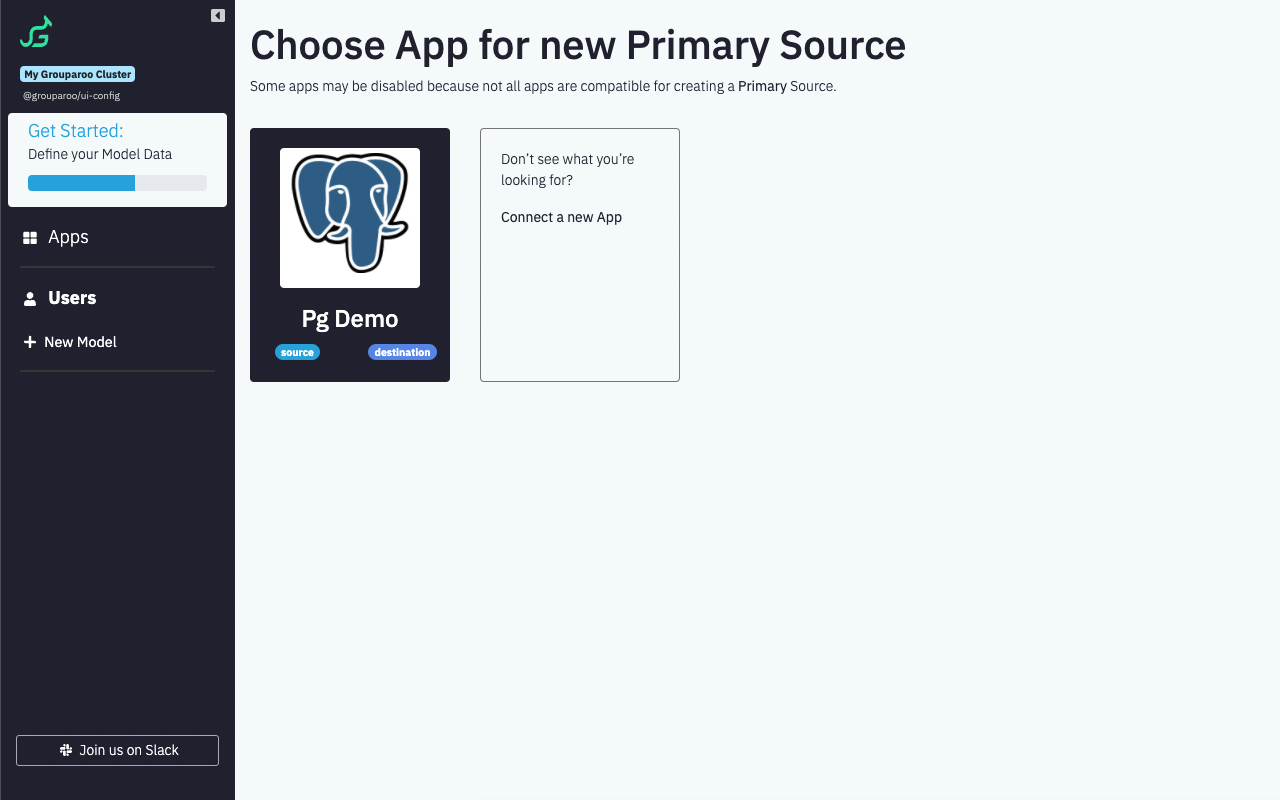 My Grouparoo Cluster
@grouparoo/ui-config
Get Started:
Define your Model Data
Apps
Users
New Model
Join us on Slack
Choose App for new Primary Source
Some apps may be disabled because not all apps are compatible for creating a Primary Source.
Pg Demo
source
destination
Don’t see what you’re
looking for?
Connect a new App